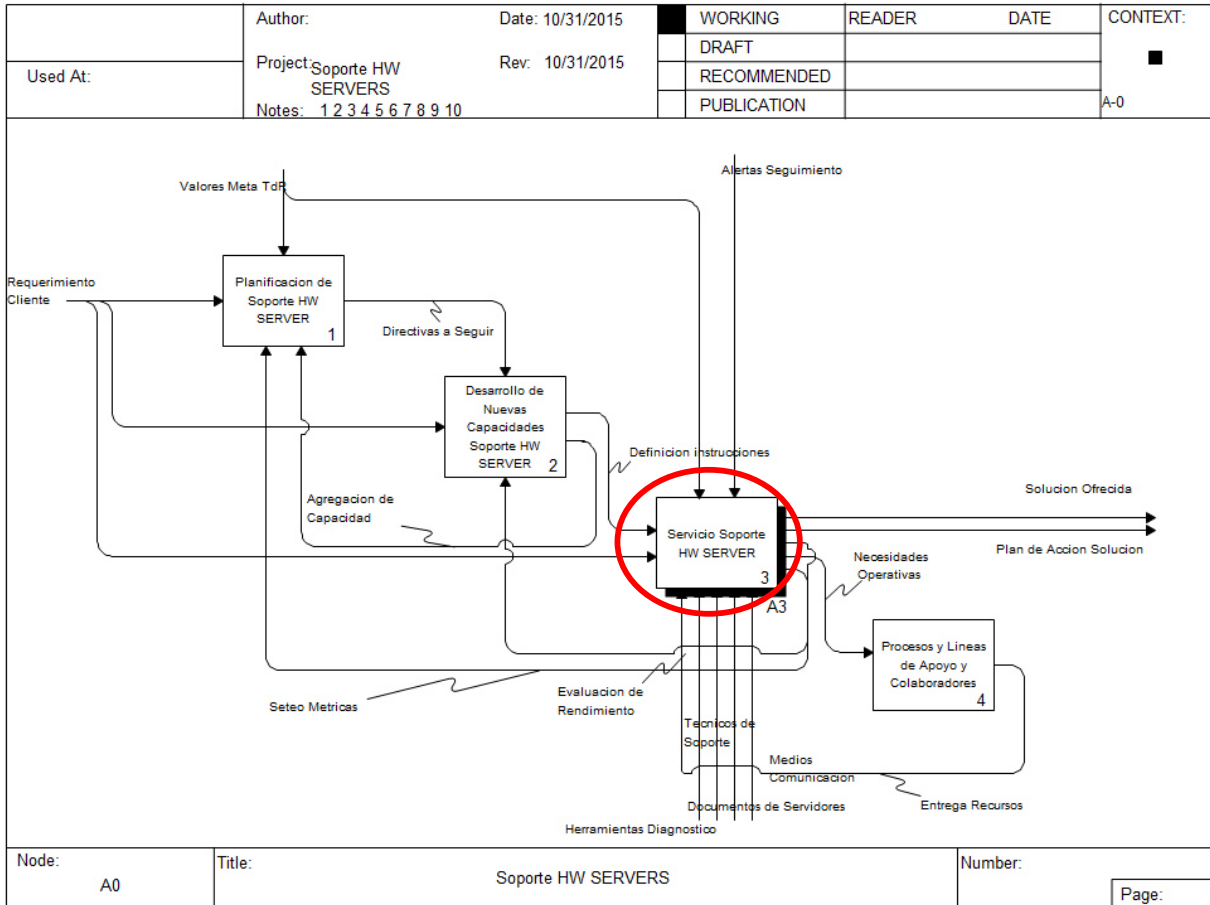 Used At:
Author:
Date: 10/31/2015
Project: Soporte HW
SERVERS
Rev: 10/31/2015
Notes: 1 2 3 4 5 6 7 8 9 10
WORKING
DRAFT
RECOMMENDED
PUBLICATION
READER
DATE
CONTEXT:
A-0
Valores Meta TdR
Alertas Seguimiento
Requerimiento
Cliente
Planificacion de
Soporte HW
SERVER
1
Directivas a Seguir
Desarrollo de
Nuevas
Capacidades
Soporte HW
SERVER
2
Definicion instrucciones
Agregacion de
Capacidad
Servicio Soporte
HW SERVER
3
A3
Solucion Ofrecida
Plan de Accion Solucion
Necesidades
Operativas
Procesos y Lineas
de Apoyo y
Colaboradores
4
Seteo Metricas
Evaluacion de
Rendimiento
Tecnicos de
Soporte
Medios
Comunicacion
Documentos de Servidores
Entrega Recursos
Herramientas Diagnostico
Node:
A0
Title:
Soporte HW SERVERS
Number:
Page: